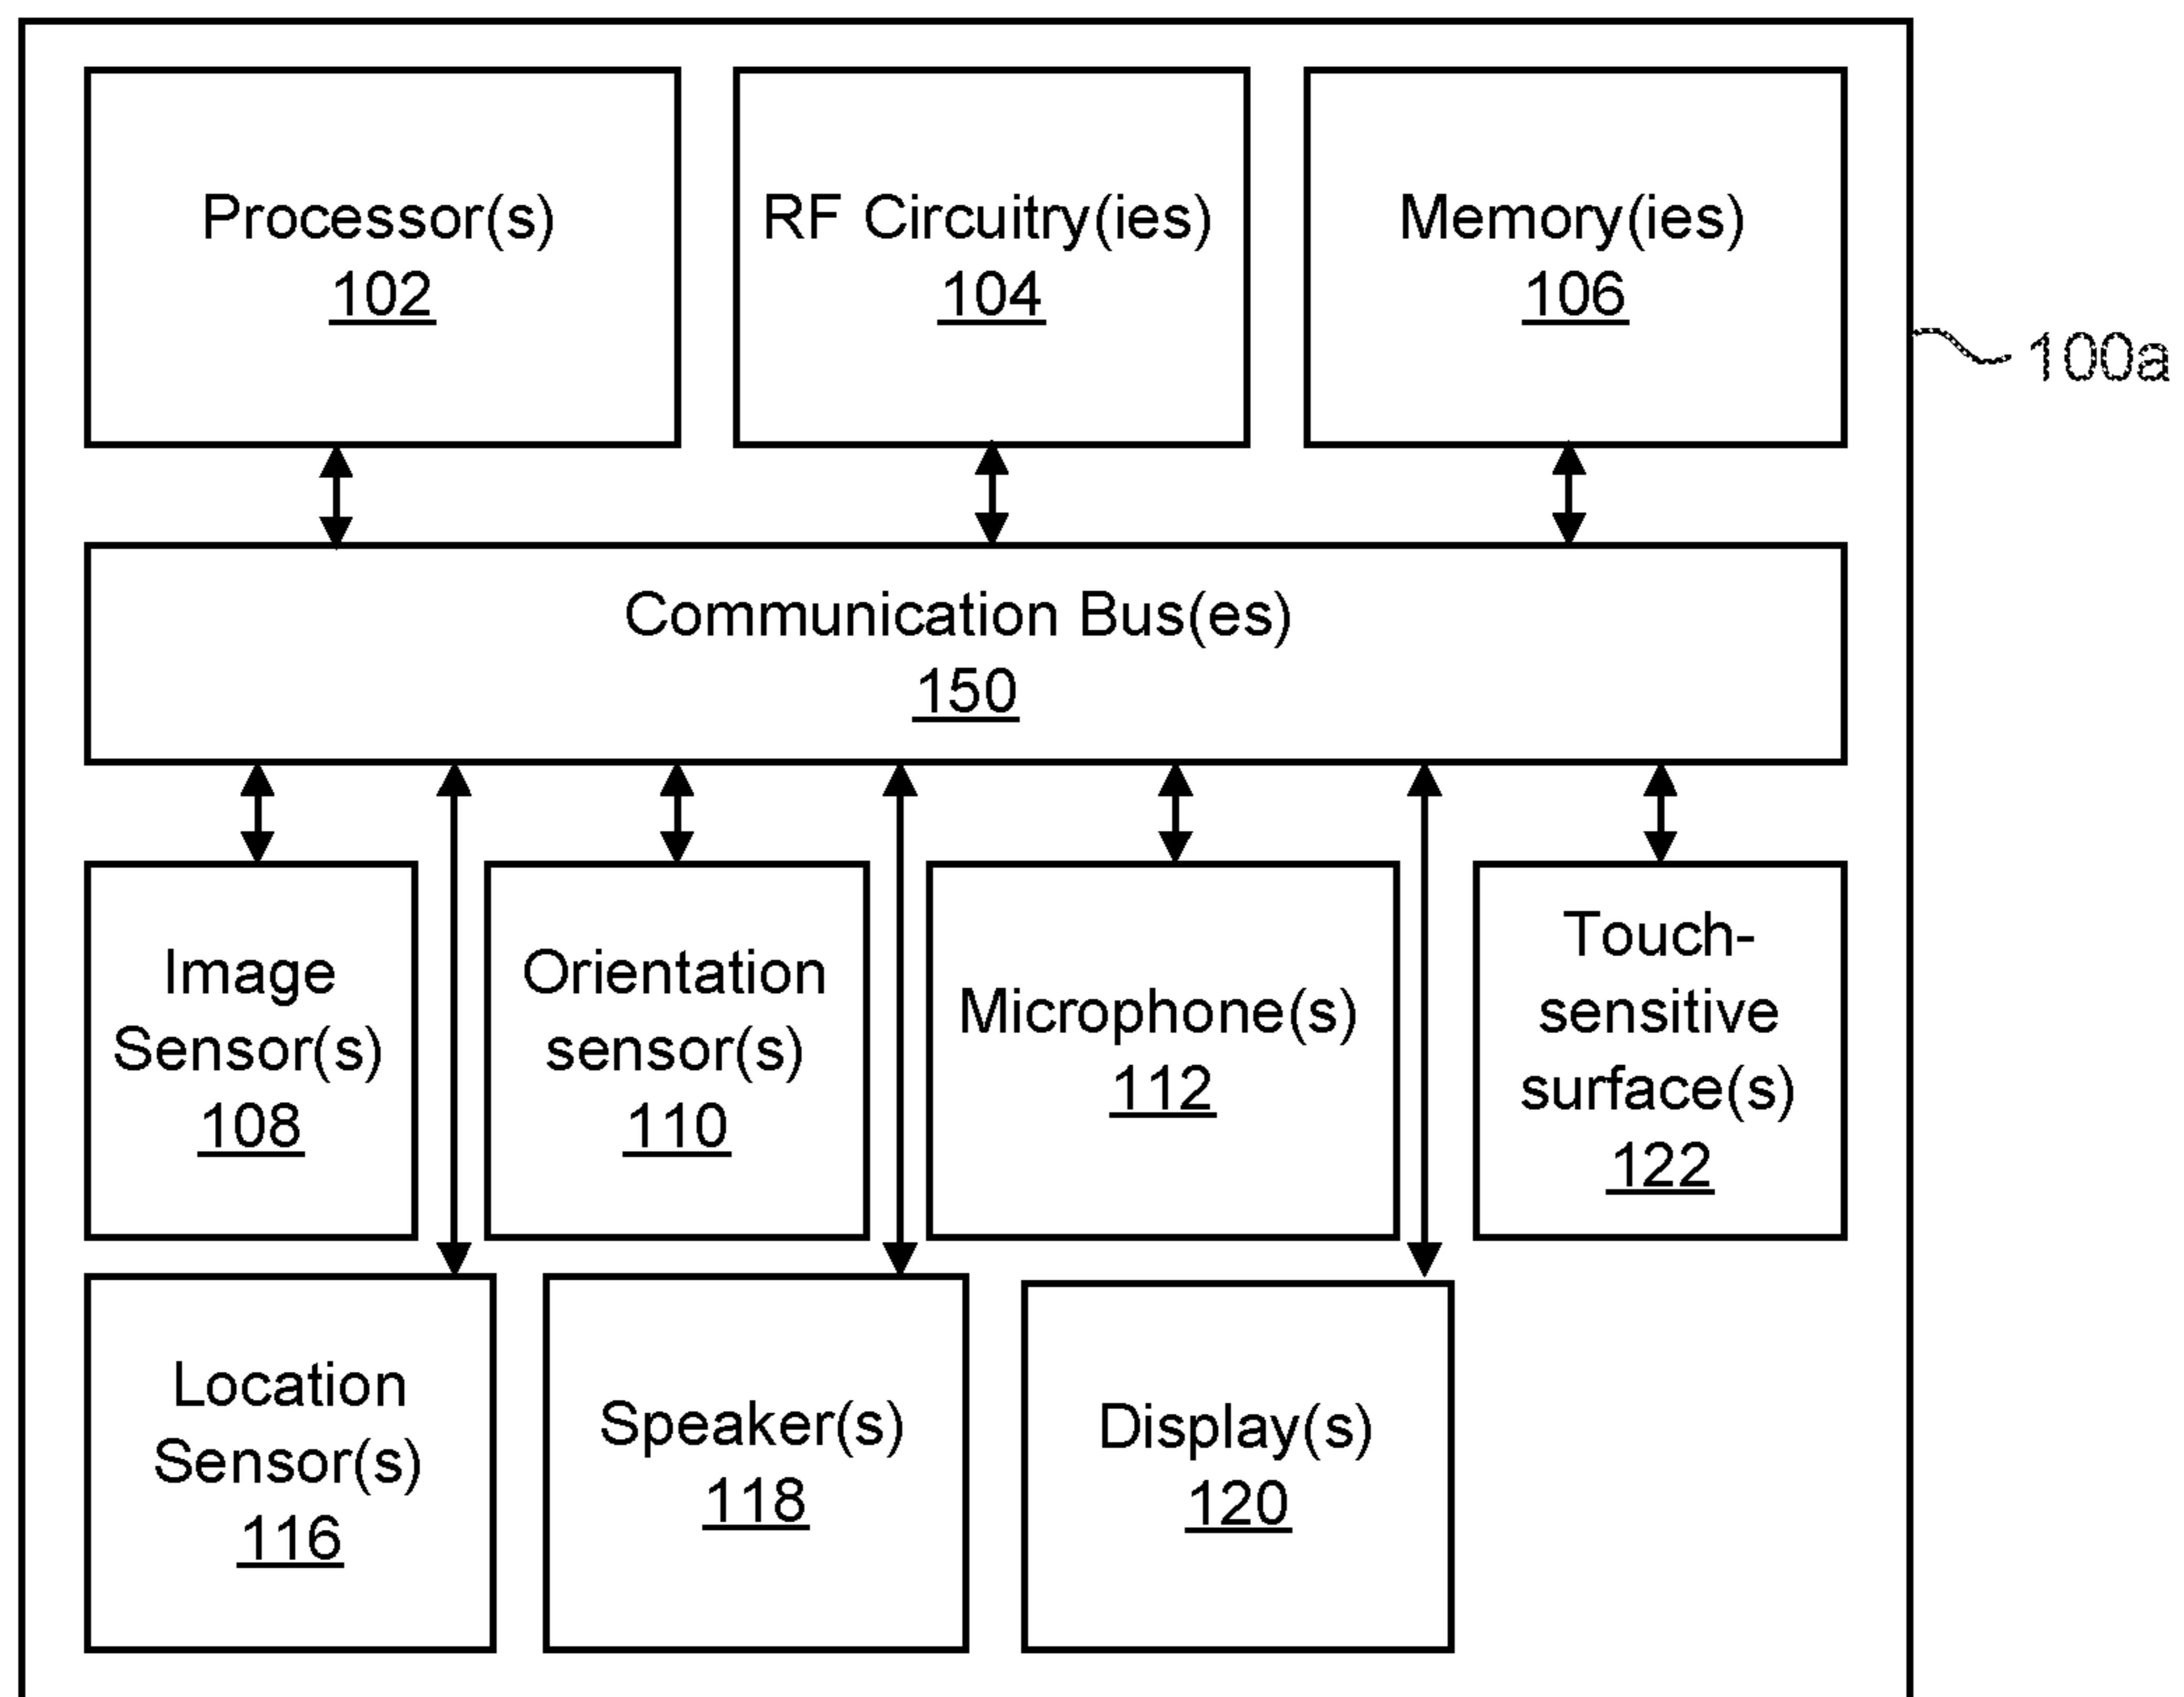 Processor(s)
102
RF Circuitry(ies)
104
Memory(ies)
106
100a
Communication Bus(es)
150
Image
Sensor(s)
108
Orientation
sensor(s)
110
Microphone(s)
112
Touch-
sensitive
surface(s)
122
Location
Sensor(s)
116
Speaker(s)
118
Display(s)
120